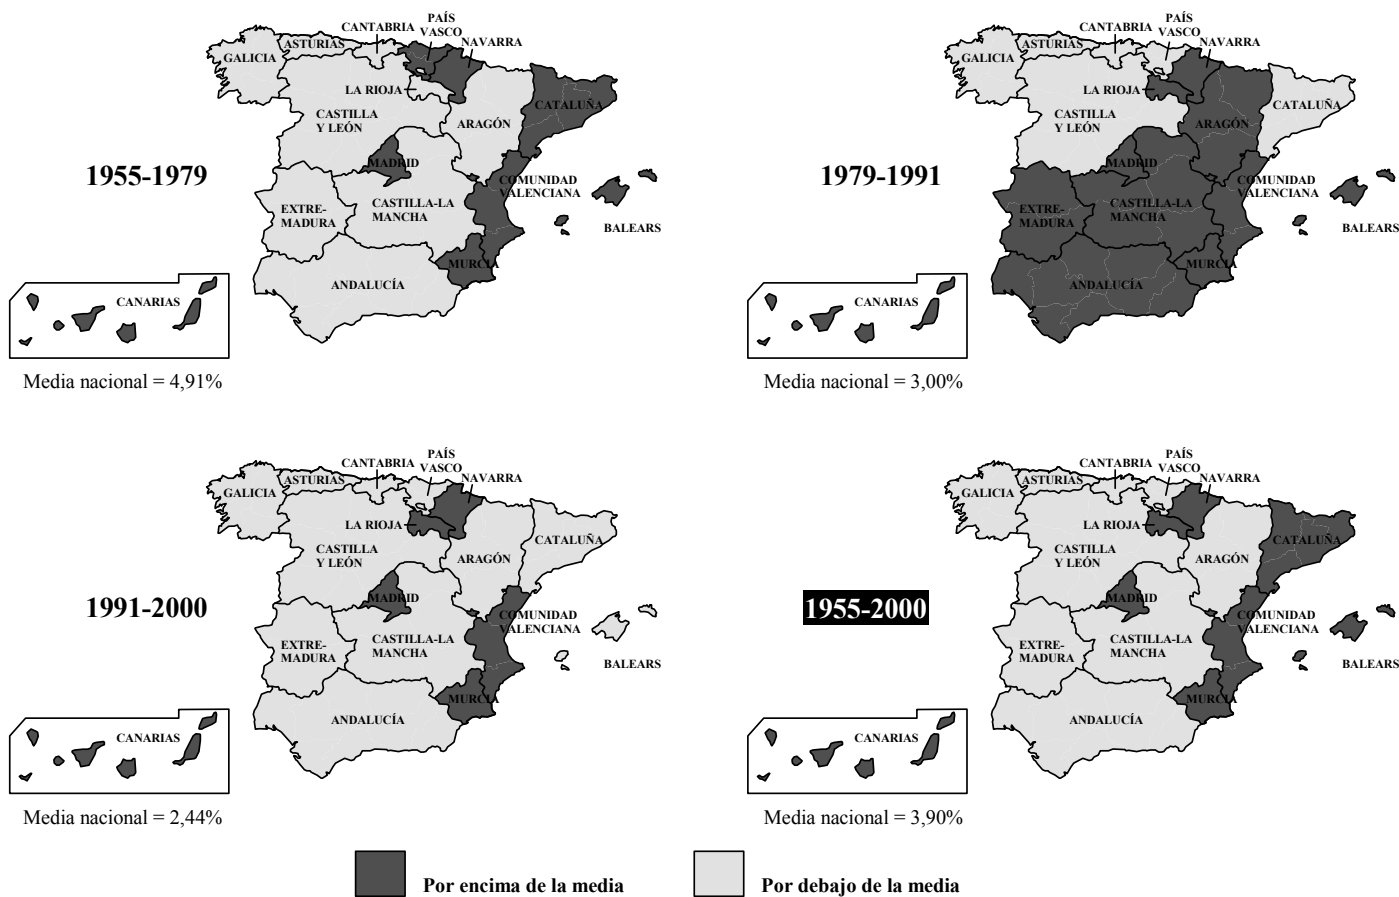 CANTABRIA
PAÍS
VASCO
NAVARRA
ASTURIAS
GALICIA
LA RIOJA
CATALUÑA
CASTILLA
Y LEÓN
ARAGÓN
MADRID
1955-1979
COMUNIDAD
VALENCIANA
CASTILLA-LA
MANCHA
EXTRE-
MADURA
BALEARS
MURCIA
ANDALUCÍA
CANARIAS
Media nacional = 4,91%
CANTABRIA
PAÍS
VASCO
NAVARRA
ASTURIAS
GALICIA
LA RIOJA
CATALUÑA
CASTILLA
Y LEÓN
ARAGÓN
MADRID
1979-1991
COMUNIDAD
VALENCIANA
CASTILLA-LA
MANCHA
EXTRE-
MADURA
BALEARS
MURCIA
ANDALUCÍA
CANARIAS
Media nacional = 3,00%
CANTABRIA
PAÍS
VASCO
NAVARRA
ASTURIAS
GALICIA
LA RIOJA
CATALUÑA
CASTILLA
Y LEÓN
ARAGÓN
MADRID
1991-2000
COMUNIDAD
VALENCIANA
CASTILLA-LA
MANCHA
EXTRE-
MADURA
BALEARS
MURCIA
ANDALUCÍA
CANARIAS
Media nacional = 2,44%
CANTABRIA
PAÍS
VASCO
NAVARRA
ASTURIAS
GALICIA
LA RIOJA
CATALUÑA
CASTILLA
Y LEÓN
ARAGÓN
MADRID
1955-2000
COMUNIDAD
VALENCIANA
CASTILLA-LA
MANCHA
EXTRE-
MADURA
BALEARS
MURCIA
ANDALUCÍA
CANARIAS
Media nacional = 3,90%
Por encima de la media
Por debajo de la media